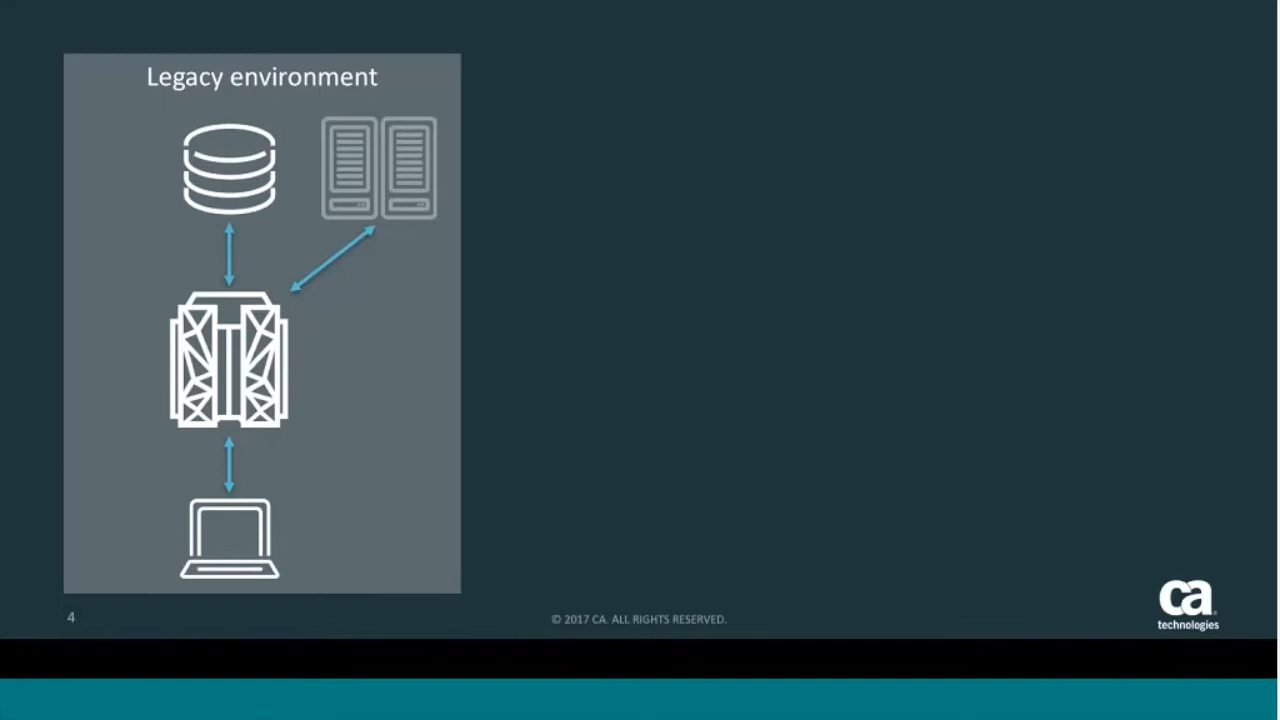 Legacy environment
4
© 2017 CA. ALL RIGHTS RESERVED.
ca
technologies